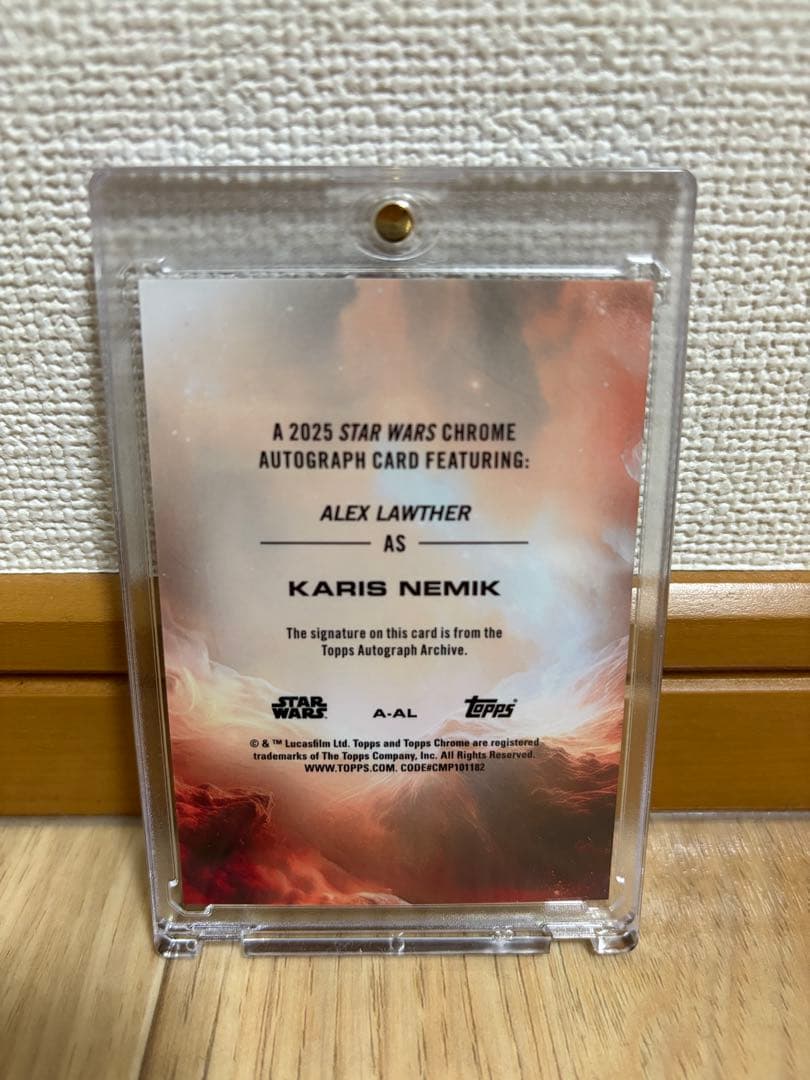 A 2025 STAR WARS CHROME
AUTOGRAPH CARD FEATURING:
ALEX LAWTHER
AS
KARIS NEMIK
The signature on this card is from the
Topps Autograph Archive.
STAR WARS A-AL topps
© & ™ Lucasfilm Ltd. Topps and Topps Chrome are registered
trademarks of The Topps Company, Inc. All Rights Reserved.
WWW.TOPPS.COM. CODE#CMP101182